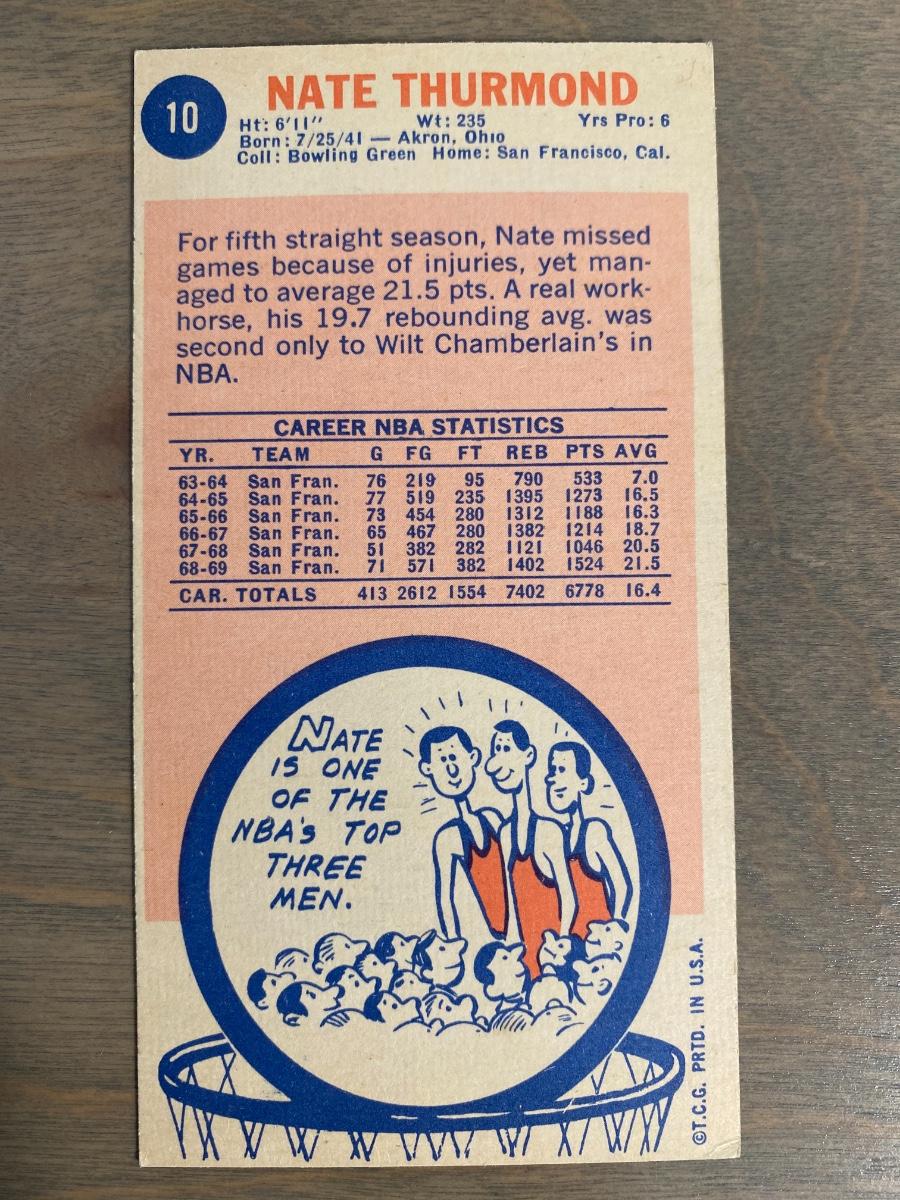 10
NATE THURMOND
Ht: 6'11" Wt: 235 Yrs Pro: 6
Born: 7/25/41 — Akron, Ohio
Coll: Bowling Green Home: San Francisco, Cal.
For fifth straight season, Nate missed
games because of injuries, yet man-
aged to average 21.5 pts. A real work-
horse, his 19.7 rebounding avg. was
second only to Wilt Chamberlain's in
NBA.
CAREER NBA STATISTICS
YR. TEAM G FG FT REB PTS AVG
63-64 San Fran. 76 219 95 790 533 7.0
64-65 San Fran. 77 519 235 1395 1273 16.5
65-66 San Fran. 73 454 280 1312 1188 16.3
66-67 San Fran. 65 467 280 1382 1214 18.7
67-68 San Fran. 51 382 282 1121 1046 20.5
68-69 San Fran. 71 571 382 1402 1524 21.5
CAR. TOTALS 413 2612 1554 7402 6778 16.4
NATE
IS ONE
OF THE
NBA'S TOP
THREE
MEN.
©T.C.G. PRTD. IN U.S.A.